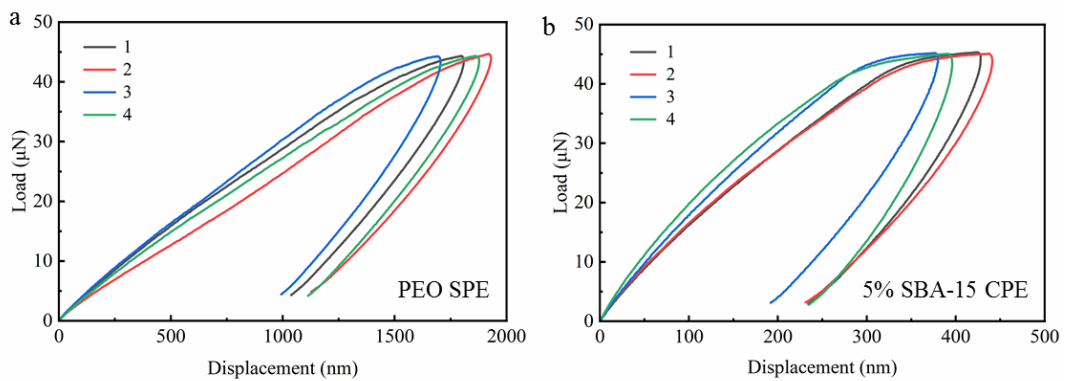 a
50
40
30
20
10
0
Load (μN)
1
2
3
4
PEO SPE
0 500 1000 1500 2000
Displacement (nm)
b
50
40
30
20
10
0
Load (μN)
1
2
3
4
5% SBA-15 CPE
0 100 200 300 400 500
Displacement (nm)